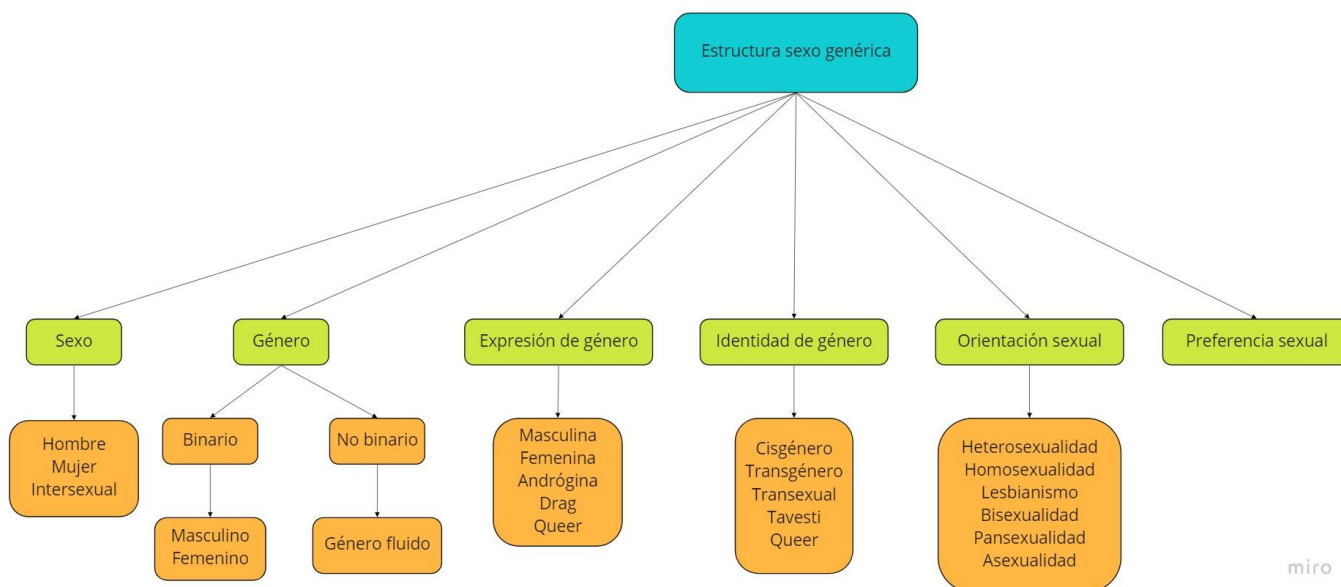 Estructura sexo genérica
Sexo
Género
Expresión de género
Identidad de género
Orientación sexual
Preferencia sexual
Hombre
Mujer
Intersexual
Binario
No binario
Masculino
Femenino
Género fluido
Masculina
Femenina
Andrógina
Drag
Queer
Cisgénero
Transgénero
Transexual
Tavesti
Queer
Heterosexualidad
Homosexualidad
Lesbianismo
Bisexualidad
Pansexualidad
Asexualidad
miro